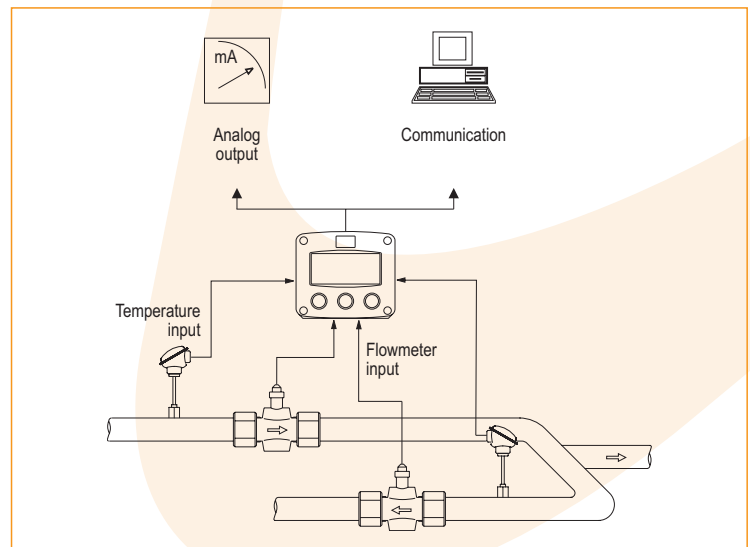 mA
Analog
output
Communication
Temperature
input
Flowmeter
input